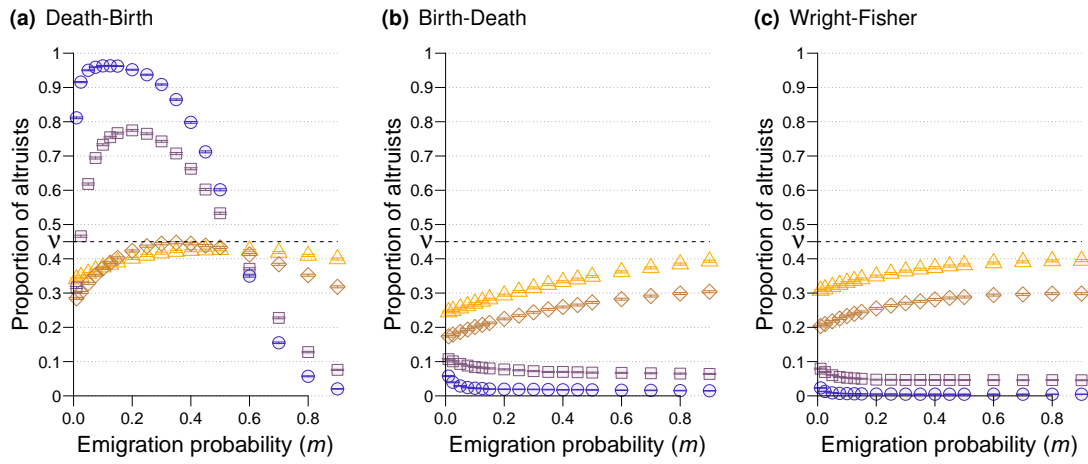 (a) Death-Birth
(b) Birth-Death
(c) Wright-Fisher
Proportion of altruists
1
0.9
0.8
0.7
0.6
0.5
ν
0.4
0.3
0.2
0.1
0
0.0 0.2 0.4 0.6 0.8
Emigration probability (m)
Proportion of altruists
1
0.9
0.8
0.7
0.6
0.5
ν
0.4
0.3
0.2
0.1
0
0.0 0.2 0.4 0.6 0.8
Emigration probability (m)
Proportion of altruists
1
0.9
0.8
0.7
0.6
0.5
ν
0.4
0.3
0.2
0.1
0
0.0 0.2 0.4 0.6 0.8
Emigration probability (m)